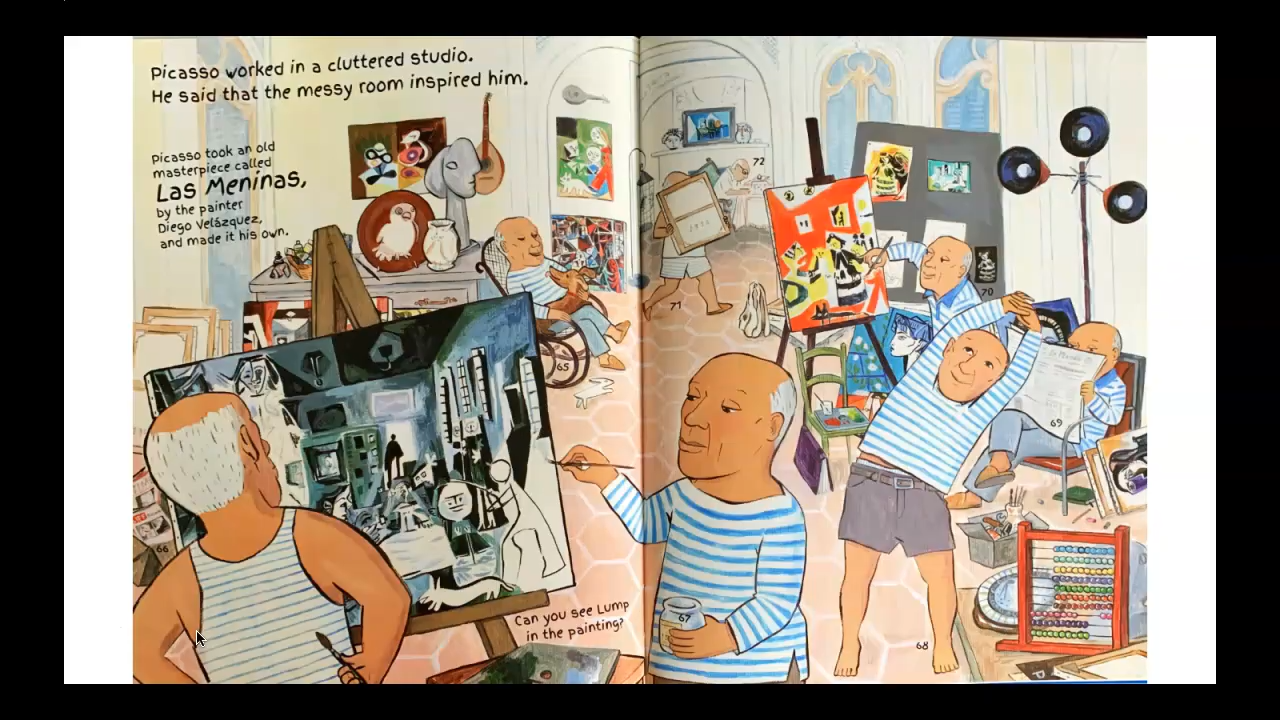 Picasso worked in a cluttered studio.
He said that the messy room inspired him.
Picasso took an old
masterpiece called
Las Meninas,
by the painter
Diego Velázquez,
and made it his own.
72
71
70
65
69
66
67
68
Can you see Lump
in the painting?